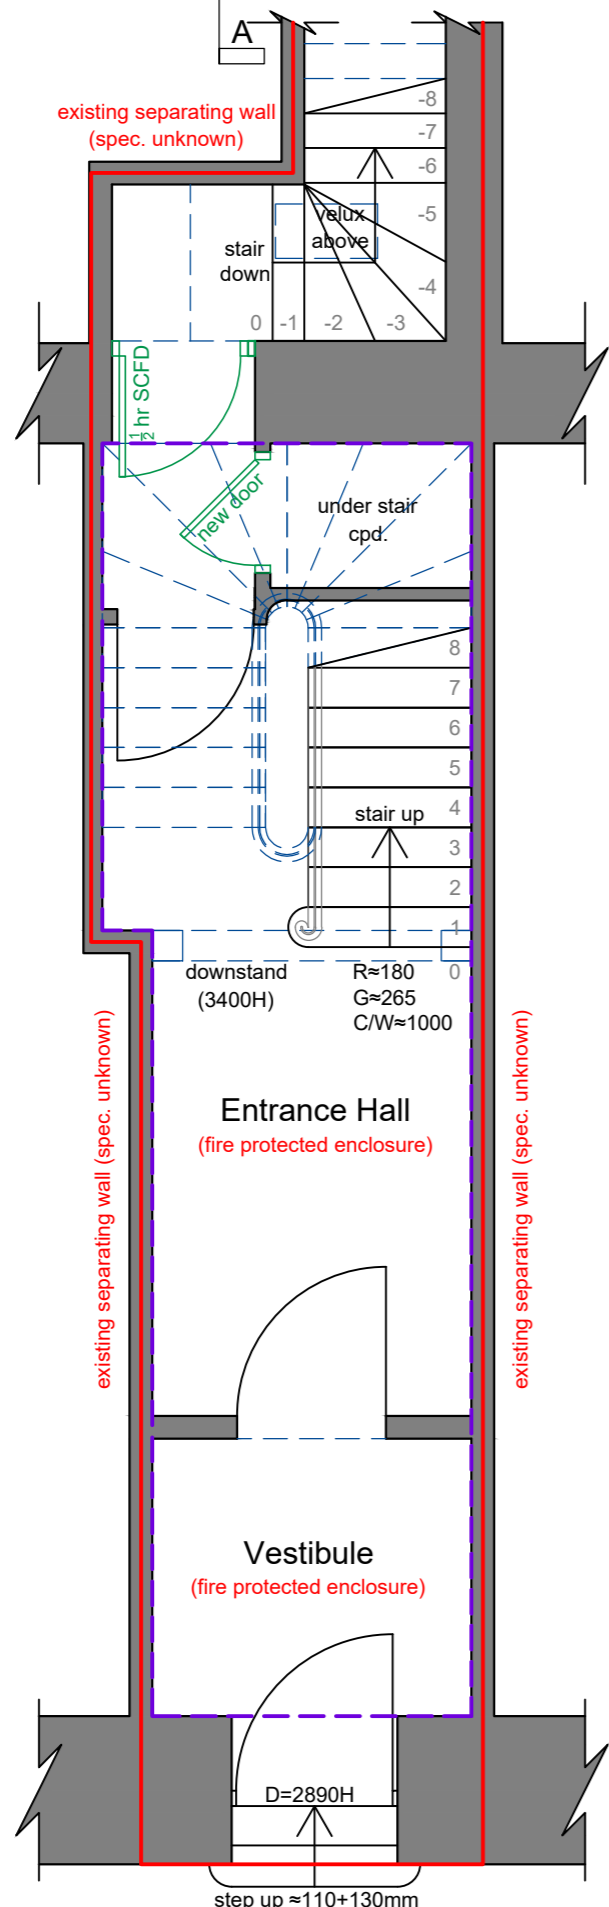 A
existing separating wall
(spec. unknown)
-8
-7
-6
-5
-4
velux
above
stair
down
0 -1 -2 -3
½ hr SCFD
new door
under stair
cpd.
8
7
6
5
4
3
2
1
0
stair up
downstand
(3400H)
R≈180
G≈265
C/W≈1000
existing separating wall (spec. unknown)
existing separating wall (spec. unknown)
Entrance Hall
(fire protected enclosure)
Vestibule
(fire protected enclosure)
D=2890H
step up ≈110+130mm